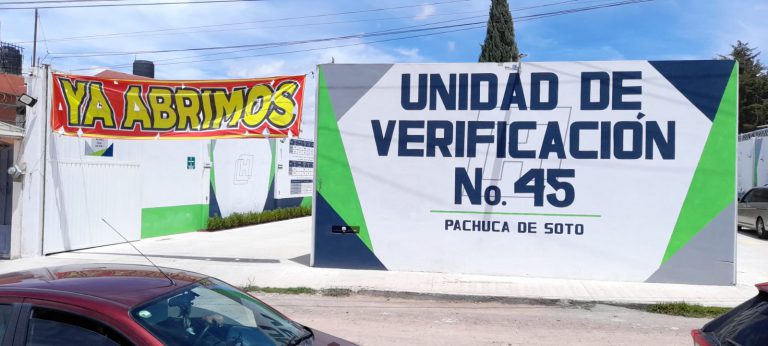 YA ABRIMOS
UNIDAD DE
VERIFICACIÓN
No. 45
PACHUCA DE SOTO